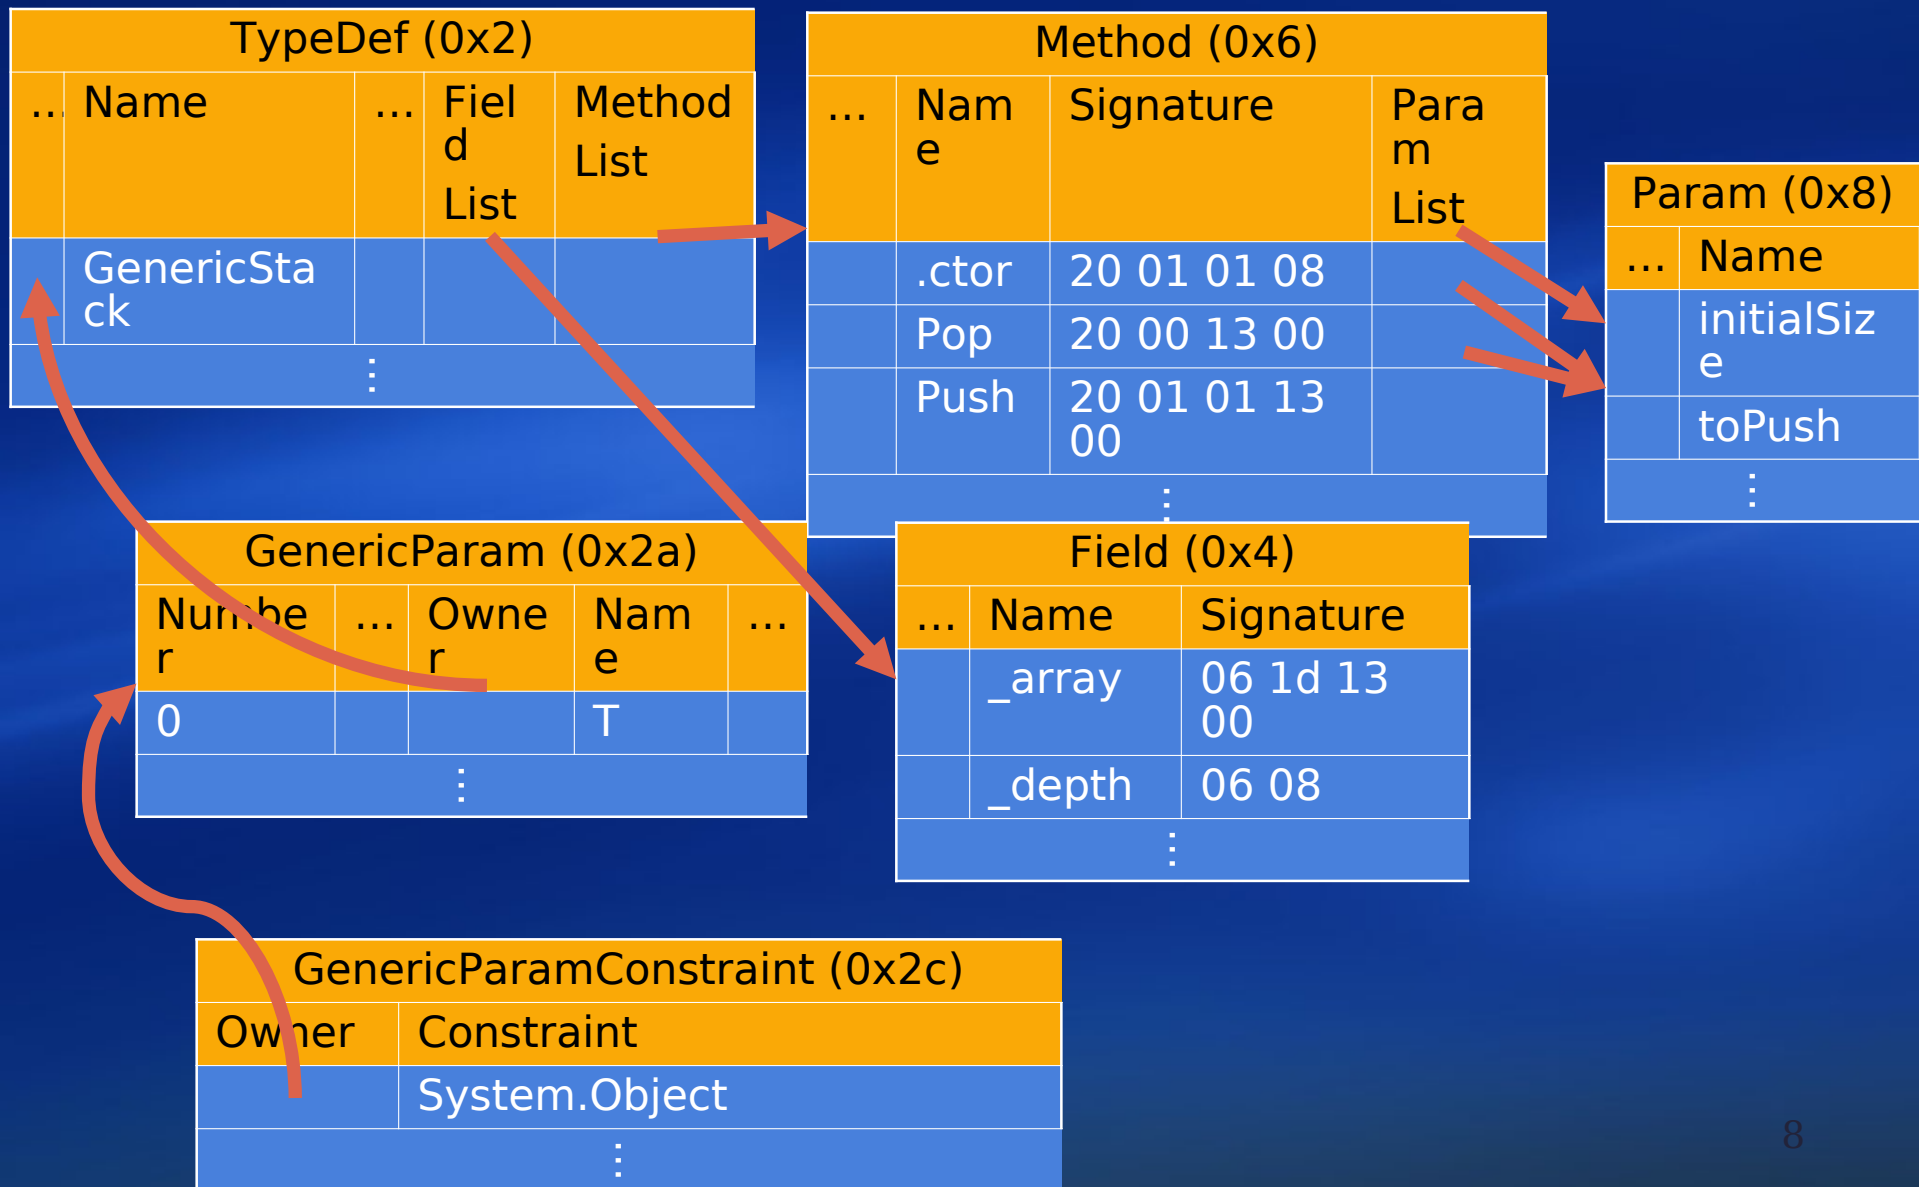 TypeDef (0x2)
… Name … Fiel
d
List Method
List
GenericSta
ck
⋮
Method (0x6)
… Nam
e Signature Para
m
List
.ctor 20 01 01 08
Pop 20 00 13 00
Push 20 01 01 13
00
⋮
Param (0x8)
… Name
initialSiz
e
toPush
⋮
GenericParam (0x2a)
Numbe
r … Owne
r Nam
e …
0 T
⋮
Field (0x4)
… Name Signature
_array 06 1d 13
00
_depth 06 08
⋮
GenericParamConstraint (0x2c)
Owner Constraint
System.Object
⋮
8